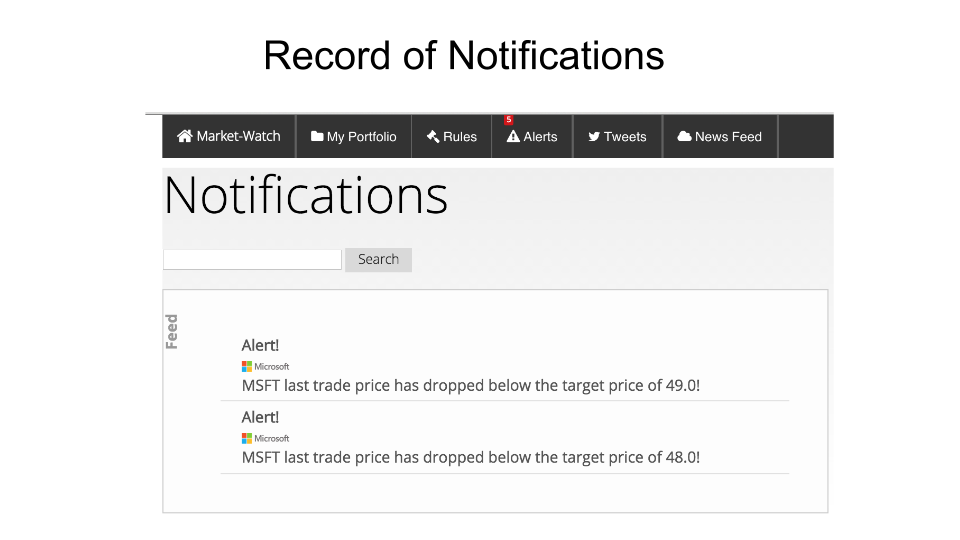 Record of Notifications
5
Market-Watch My Portfolio Rules Alerts Tweets News Feed
Notifications
Search
Feed
Alert!
Microsoft
MSFT last trade price has dropped below the target price of 49.0!
Alert!
Microsoft
MSFT last trade price has dropped below the target price of 48.0!